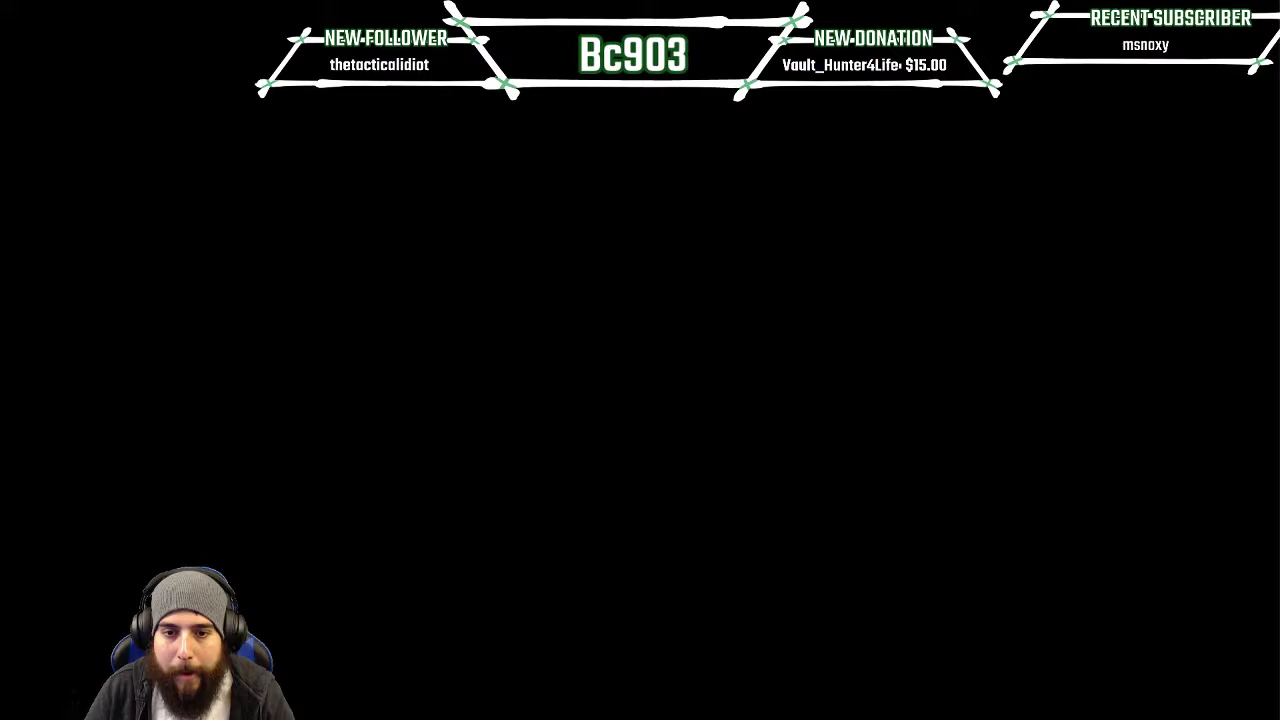 NEW FOLLOWER
thetacticalidiot
Bc903
NEW DONATION
Vault_Hunter4Life: $15.00
RECENT SUBSCRIBER
msnoxy